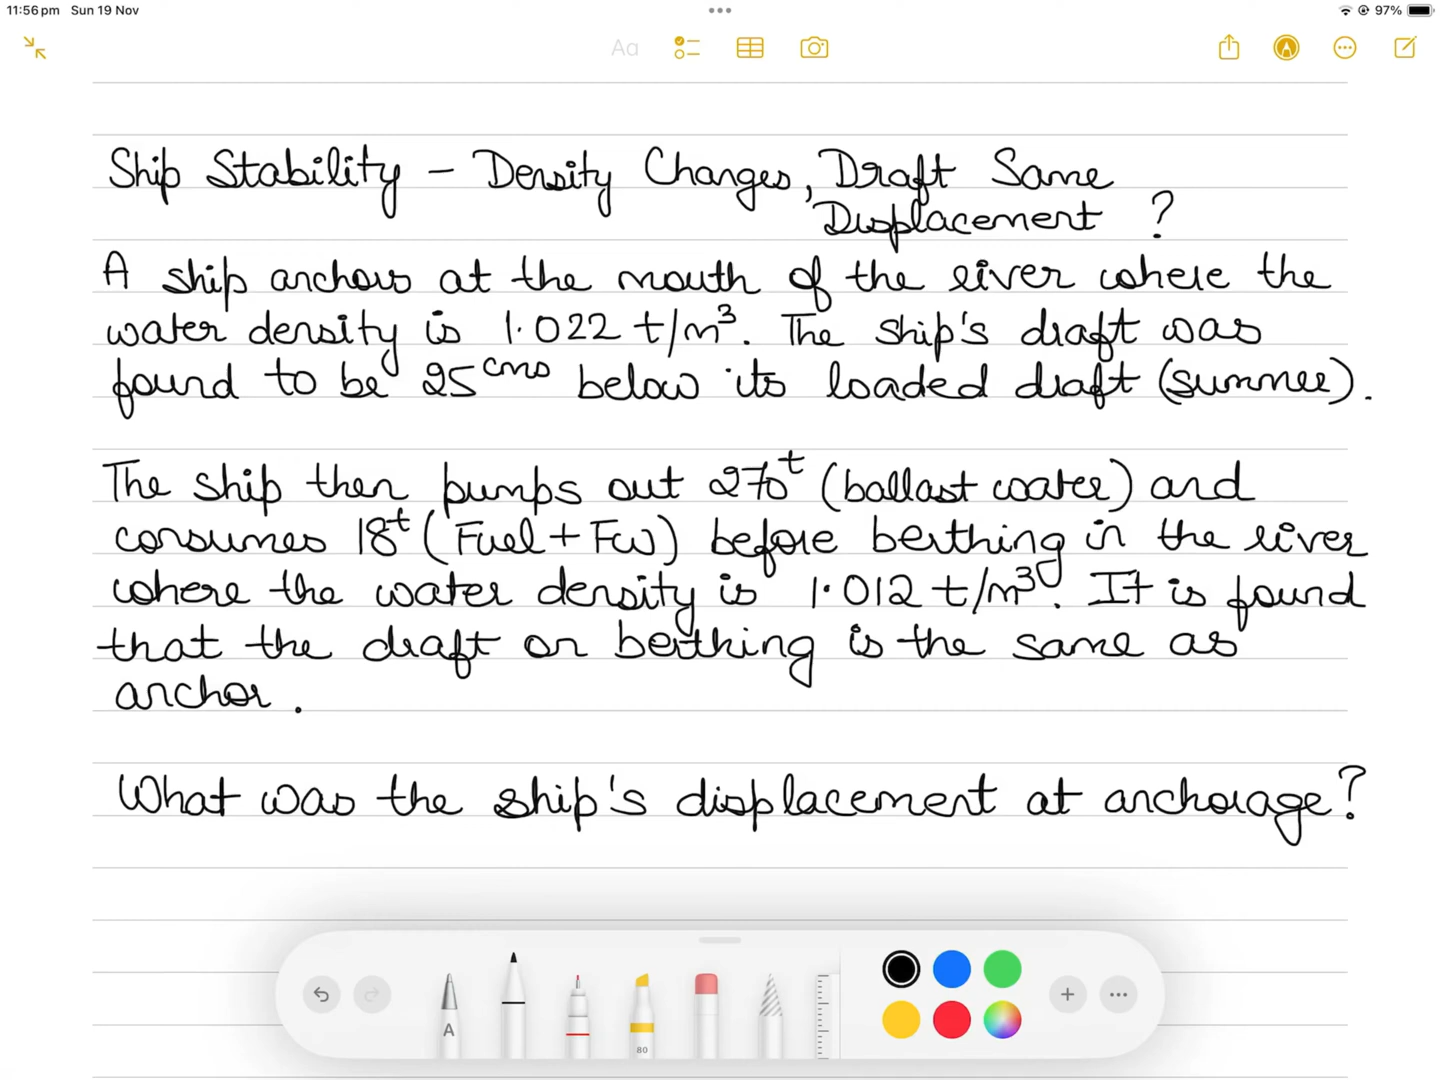 11:56 pm Sun 19 Nov
97%
Aa
Ship Stability - Density Changes, Draft Same
Displacement ?
A ship anchors at the mouth of the river where the
water density is 1.022 t/m³. The ship's draft was
found to be 25 cms below its loaded draft (summer).
The ship then pumps out 270t (ballast water) and
consumes 18t (Fuel + FW) before berthing in the river
where the water density is 1.012 t/m³. It is found
that the draft on berthing is the same as
anchor.
What was the ship's displacement at anchorage?
A
80